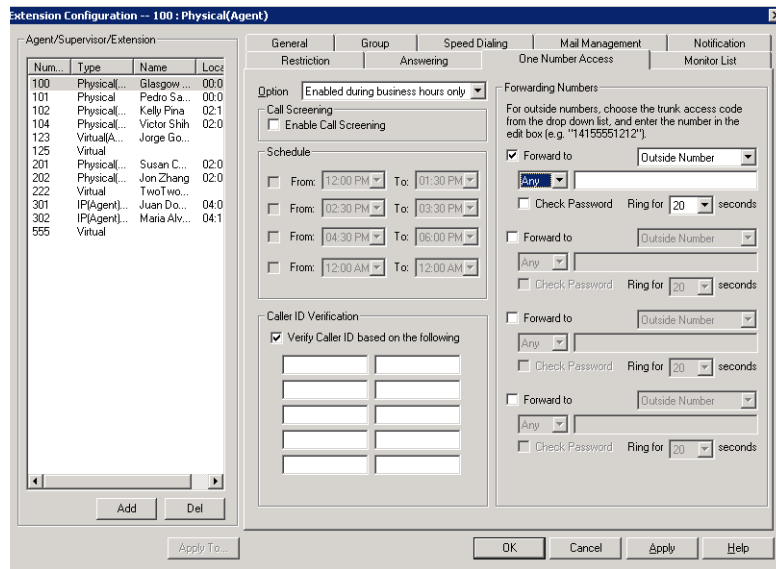 Extension Configuration -- 100 : Physical(Agent)
Agent/Supervisor/Extension
Num... Type Name Loca
100 Physical(... Glasgow ... 00:0
101 Physical Pedro Sa... 00:0
102 Physical(... Kelly Pina 02:1
104 Physical(... Victor Shih 02:0
123 Virtual(A... Jorge Go...
125 Virtual
201 Physical(... Susan C... 02:0
202 Physical(... Jon Zhang 02:0
222 Virtual TwoTwo...
301 IP(Agent)... Juan Do... 04:0
302 IP(Agent)... Maria Alv... 04:1
555 Virtual
Add Del
Apply To...
General Group Speed Dialing Mail Management Notification
Restriction Answering One Number Access Monitor List
Option Enabled during business hours only
Call Screening
Enable Call Screening
Schedule
From: 12:00 PM To: 01:30 PM
From: 02:30 PM To: 03:30 PM
From: 04:30 PM To: 06:00 PM
From: 12:00 AM To: 12:00 AM
Caller ID Verification
Verify Caller ID based on the following
Forwarding Numbers
For outside numbers, choose the trunk access code
from the drop down list, and enter the number in the
edit box (e.g. "14155551212").
Forward to Outside Number
Any
Check Password Ring for 20 seconds
Forward to Outside Number
Any
Check Password Ring for 20 seconds
Forward to Outside Number
Any
Check Password Ring for 20 seconds
Forward to Outside Number
Any
Check Password Ring for 20 seconds
OK Cancel Apply Help